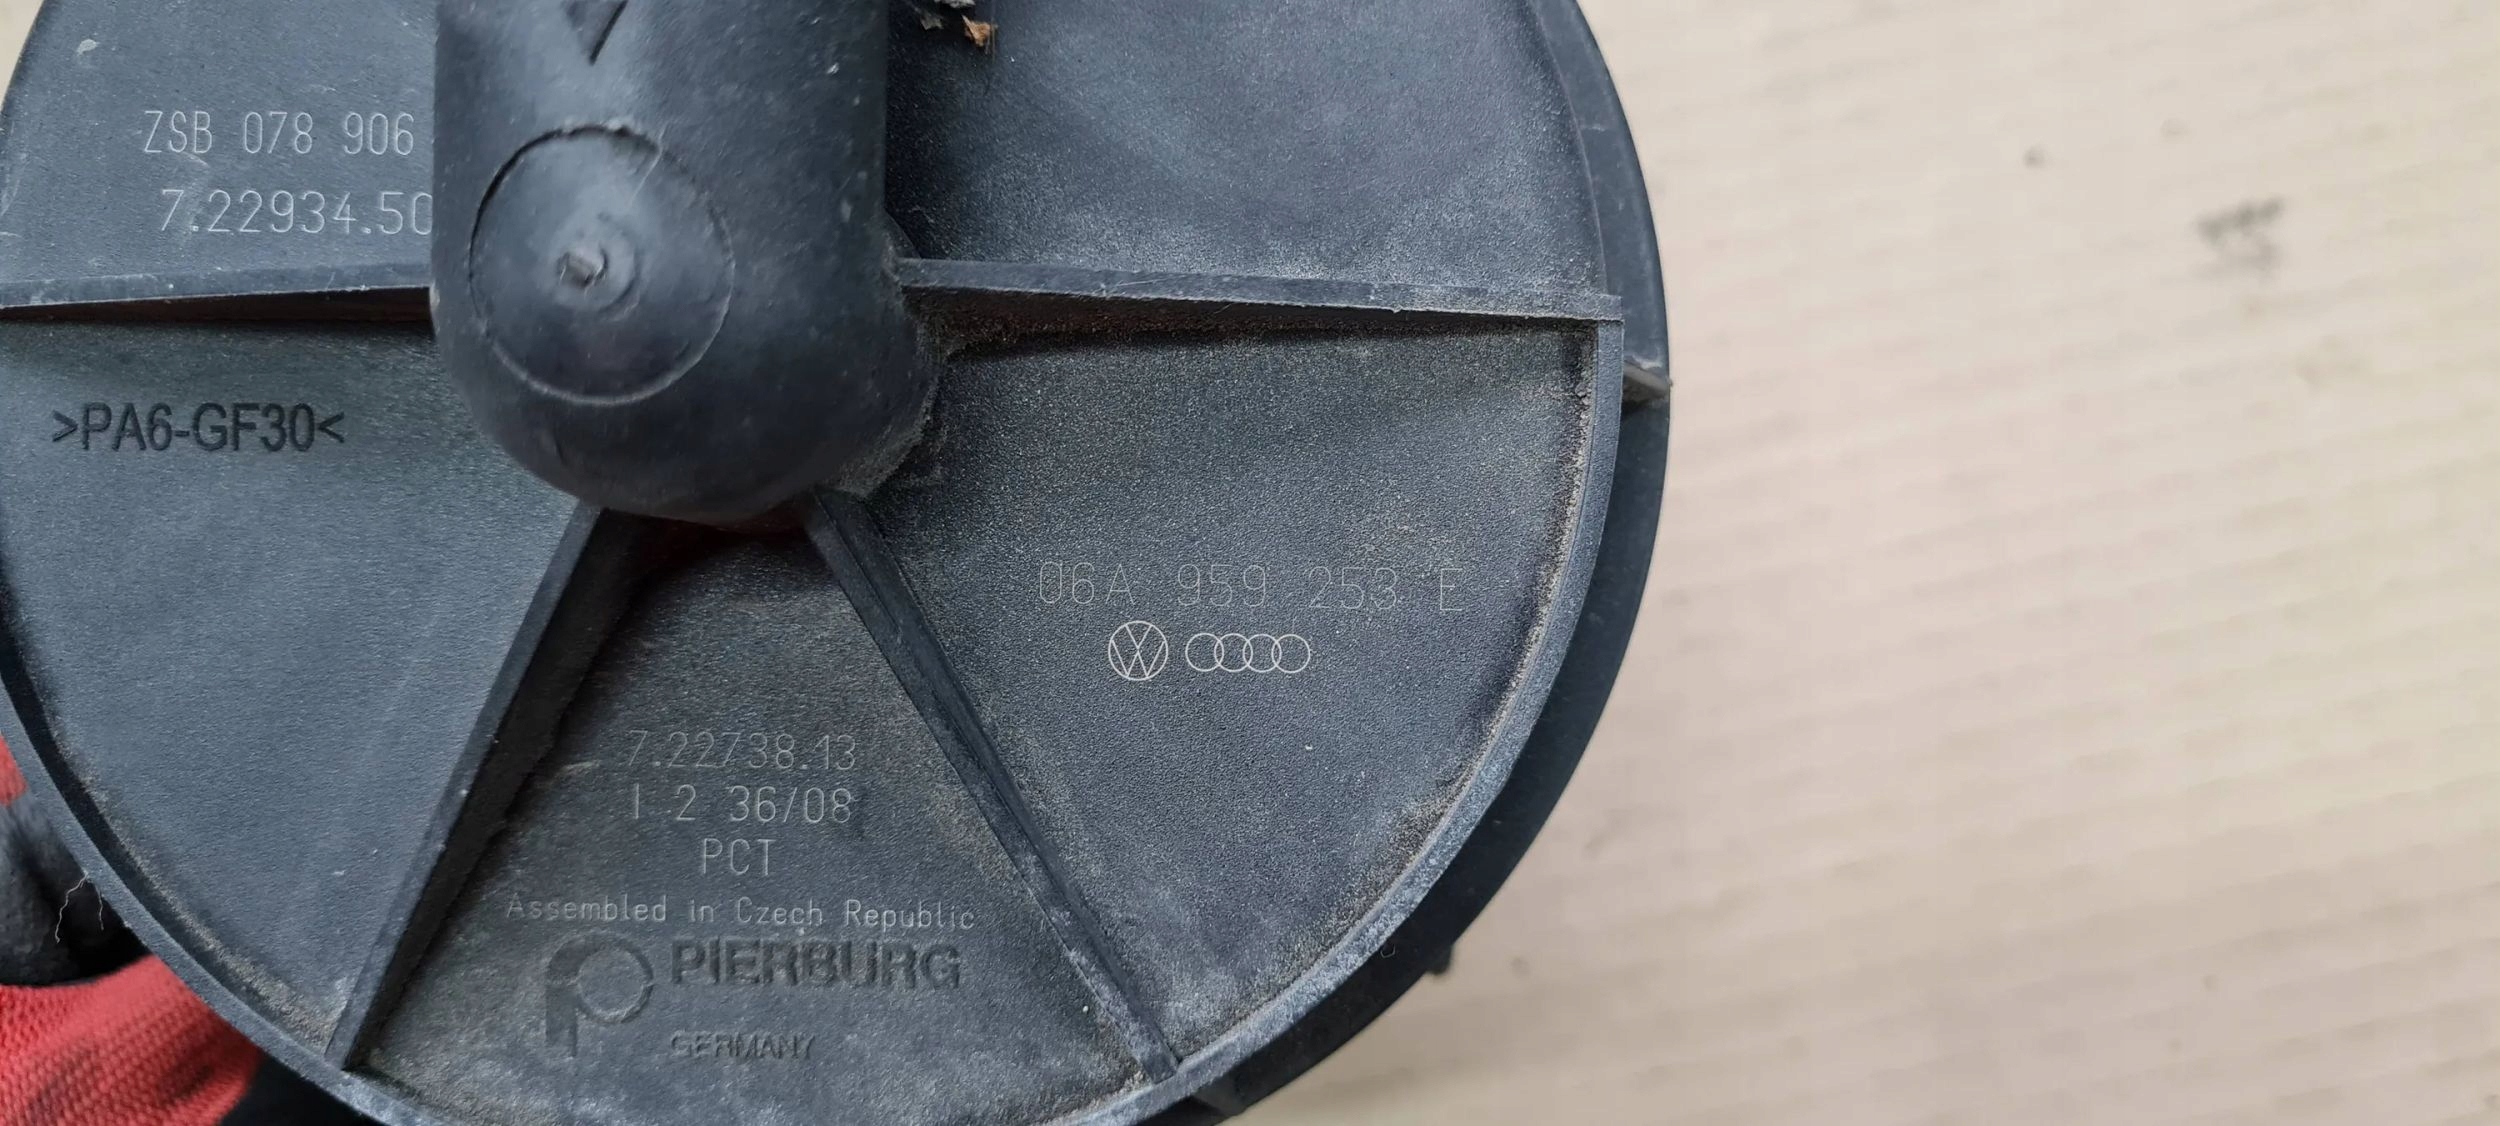 ZSB 078 906
7.22934.50
>PA6-GF30<
06A 959 253 E
7.22738.13
I 2 36/08
PCT
Assembled in Czech Republic
PIERBURG
GERMANY